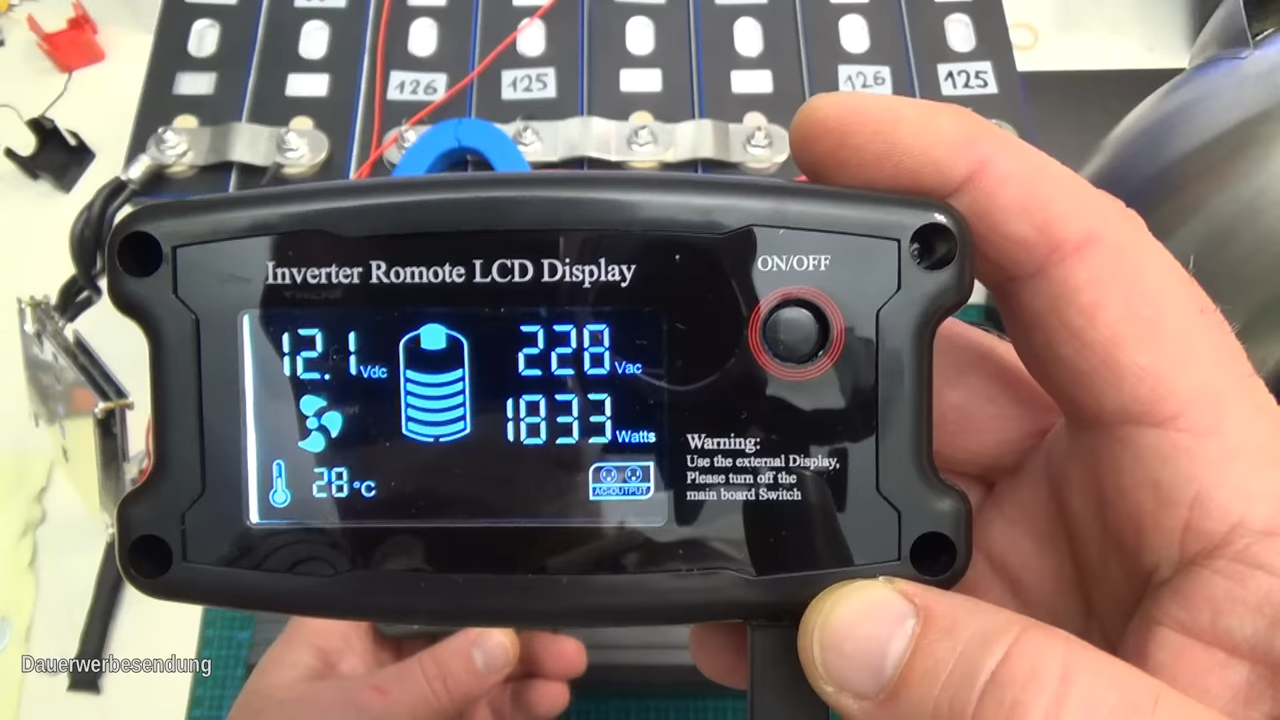 126
125
126
125
Inverter Romote LCD Display
ON/OFF
12.1 Vdc
228 Vac
1833 Watts
28 °C
AC-OUTPUT
Warning:
Use the external Display,
Please turn off the
main board Switch
Dauerwerbesendung